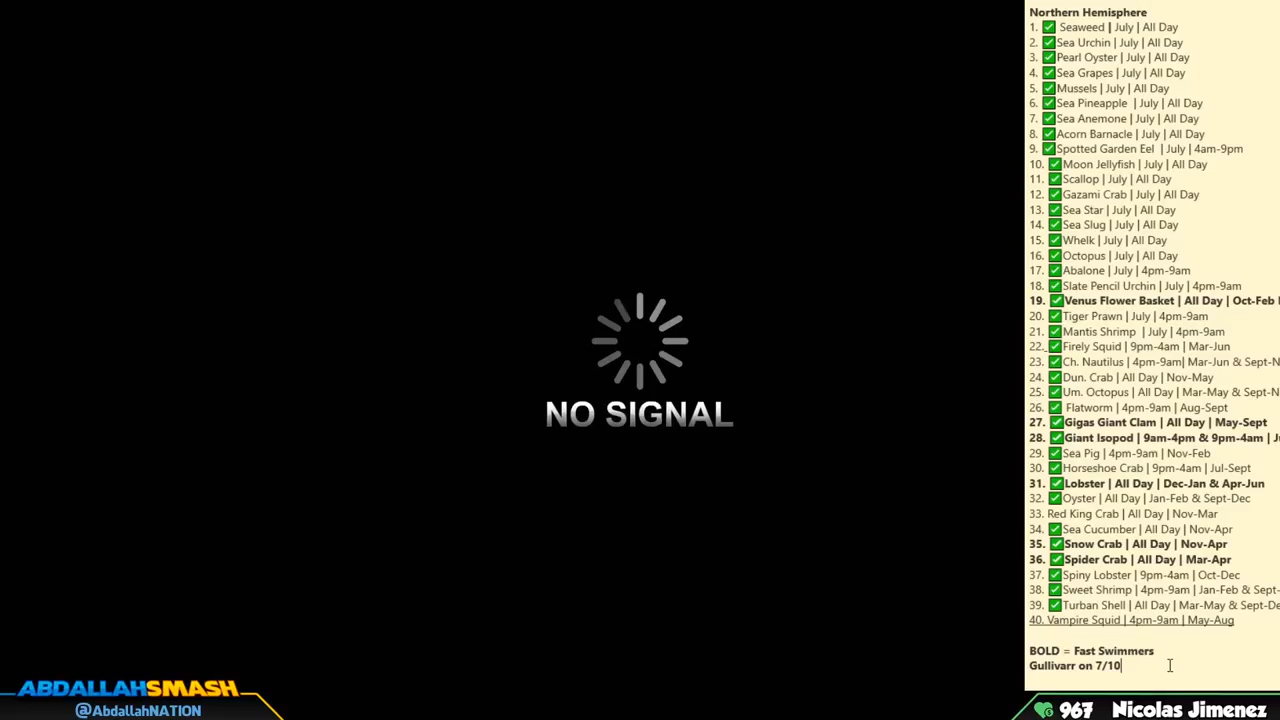 Northern Hemisphere
1. ✅ Seaweed | July | All Day
2. ✅Sea Urchin | July | All Day
3. ✅Pearl Oyster | July | All Day
4. ✅Sea Grapes | July | All Day
5. ✅Mussels | July | All Day
6. ✅Sea Pineapple | July | All Day
7. ✅Sea Anemone | July | All Day
8. ✅Acorn Barnacle | July | All Day
9. ✅Spotted Garden Eel | July | 4am-9pm
10. ✅Moon Jellyfish | July | All Day
11. ✅Scallop | July | All Day
12. ✅Gazami Crab | July | All Day
13. ✅Sea Star | July | All Day
14. ✅Sea Slug | July | All Day
15. ✅Whelk | July | All Day
16. ✅Octopus | July | All Day
17. ✅Abalone | July | 4pm-9am
18. ✅Slate Pencil Urchin | July | 4pm-9am
19. ✅Venus Flower Basket | All Day | Oct-Feb
20. ✅Tiger Prawn | July | 4pm-9am
21. ✅Mantis Shrimp | July | 4pm-9am
22. ✅Firely Squid | 9pm-4am | Mar-Jun
23. ✅Ch. Nautilus | 4pm-9am| Mar-Jun & Sept-N
24. ✅Dun. Crab | All Day | Nov-May
25. ✅Um. Octopus | All Day | Mar-May & Sept-N
26. ✅ Flatworm | 4pm-9am | Aug-Sept
27. ✅Gigas Giant Clam | All Day | May-Sept
28. ✅Giant Isopod | 9am-4pm & 9pm-4am | J
29. ✅Sea Pig | 4pm-9am | Nov-Feb
30. ✅Horseshoe Crab | 9pm-4am | Jul-Sept
31. ✅Lobster | All Day | Dec-Jan & Apr-Jun
32. ✅Oyster | All Day | Jan-Feb & Sept-Dec
33. Red King Crab | All Day | Nov-Mar
34. ✅Sea Cucumber | All Day | Nov-Apr
35. ✅Snow Crab | All Day | Nov-Apr
36. ✅Spider Crab | All Day | Mar-Apr
37. ✅Spiny Lobster | 9pm-4am | Oct-Dec
38. ✅Sweet Shrimp | 4pm-9am | Jan-Feb & Sept-
39. ✅Turban Shell | All Day | Mar-May & Sept-De
40. Vampire Squid | 4pm-9am | May-Aug
BOLD = Fast Swimmers
Gullivarr on 7/10
NO SIGNAL
ABDALLAHSMASH
@AbdallahNATION
967 Nicolas Jimenez